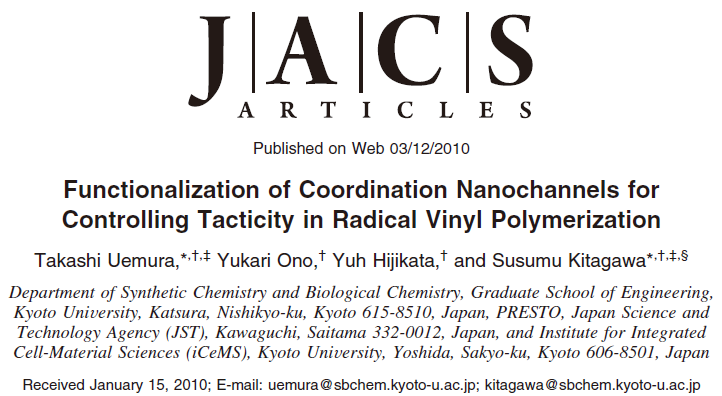 J|A|C|S
ARTICLES
Published on Web 03/12/2010
Functionalization of Coordination Nanochannels for
Controlling Tacticity in Radical Vinyl Polymerization
Takashi Uemura,*,†,‡ Yukari Ono,† Yuh Hijikata,† and Susumu Kitagawa*,†,‡,§
Department of Synthetic Chemistry and Biological Chemistry, Graduate School of Engineering,
Kyoto University, Katsura, Nishikyo-ku, Kyoto 615-8510, Japan, PRESTO, Japan Science and
Technology Agency (JST), Kawaguchi, Saitama 332-0012, Japan, and Institute for Integrated
Cell-Material Sciences (iCeMS), Kyoto University, Yoshida, Sakyo-ku, Kyoto 606-8501, Japan
Received January 15, 2010; E-mail: uemura@sbchem.kyoto-u.ac.jp; kitagawa@sbchem.kyoto-u.ac.jp